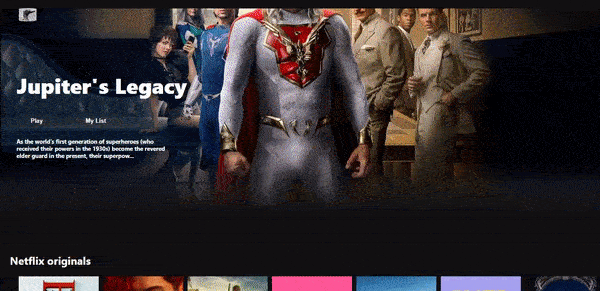 Jupiter's Legacy
Play My List
As the world's first generation of superheroes (who
received their powers in the 1930s) become the revered
elder guard in the present, their superpow...
Netflix originals